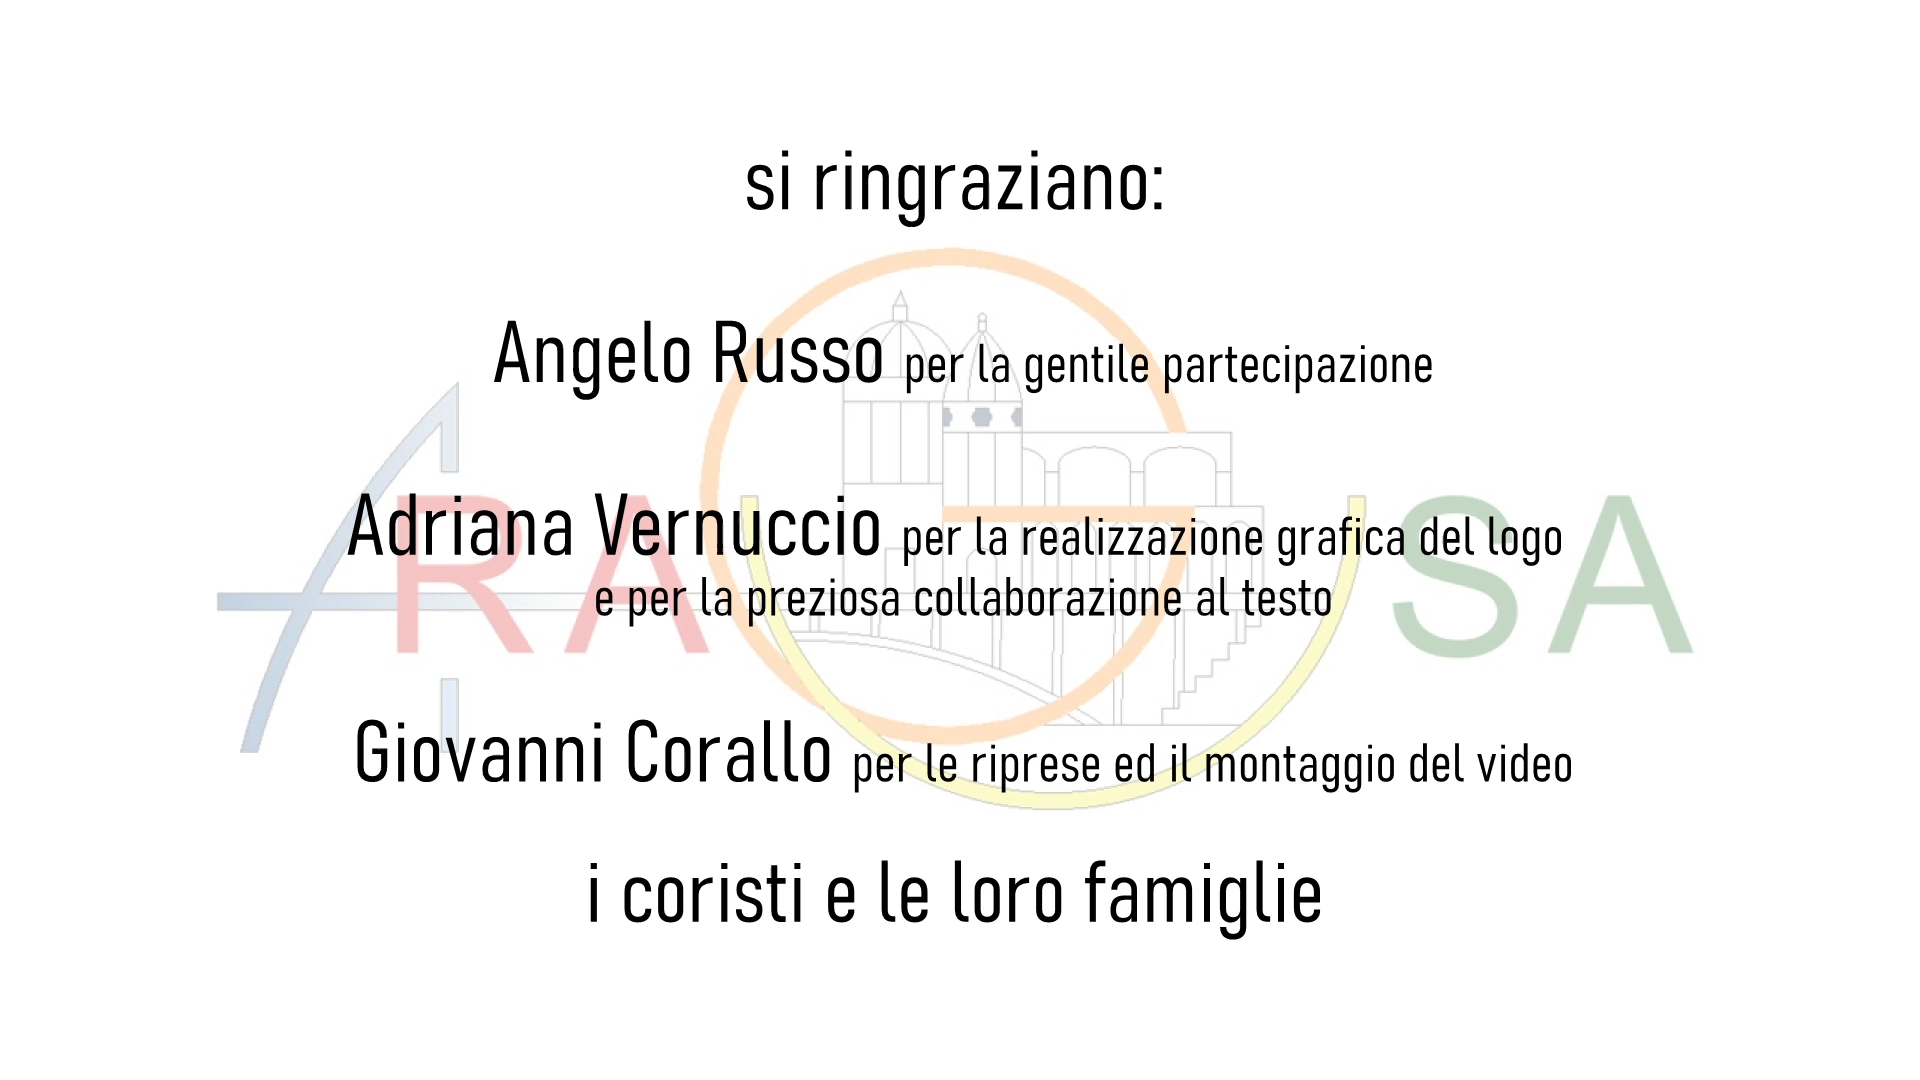 si ringraziano:
Angelo Russo per la gentile partecipazione
Adriana Vernuccio per la realizzazione grafica del logo
e per la preziosa collaborazione al testo
Giovanni Corallo per le riprese ed il montaggio del video
i coristi e le loro famiglie
ARAGUSA